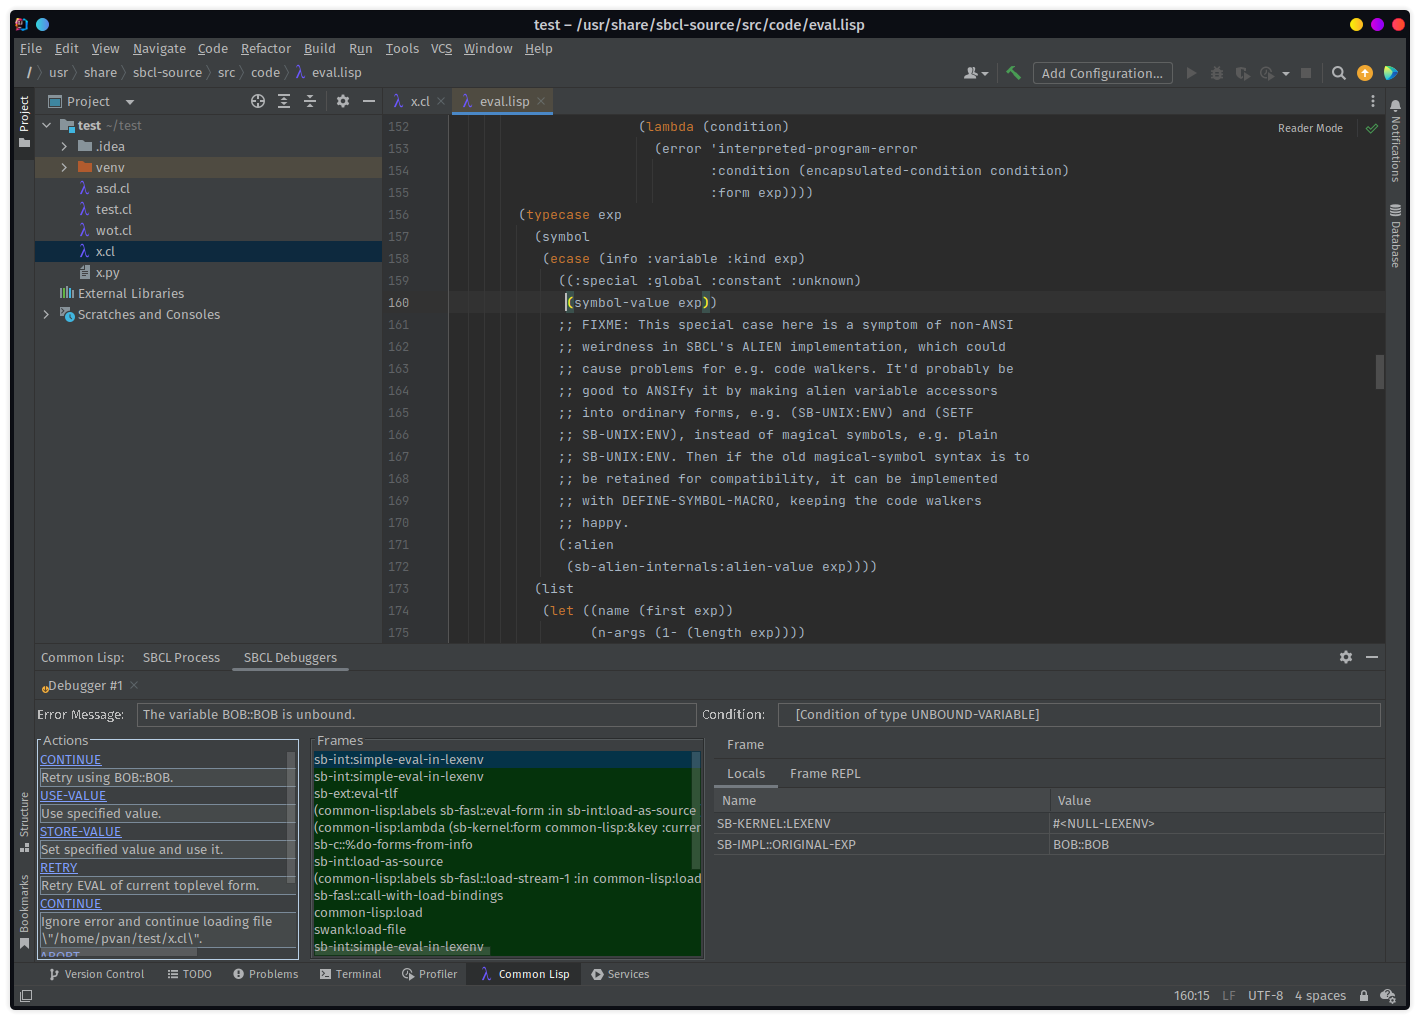 test – /usr/share/sbcl-source/src/code/eval.lisp
File Edit View Navigate Code Refactor Build Run Tools VCS Window Help
/ usr share sbcl-source src code λ eval.lisp
Add Configuration...
Project
Project
test ~/test
.idea
venv
λ asd.cl
λ test.cl
λ wot.cl
λ x.cl
x.py
External Libraries
Scratches and Consoles
λ x.cl
λ eval.lisp
Reader Mode
152 (lambda (condition)
153 (error 'interpreted-program-error
154 :condition (encapsulated-condition condition)
155 :form exp))))
156 (typecase exp
157 (symbol
158 (ecase (info :variable :kind exp)
159 ((:special :global :constant :unknown)
160 (symbol-value exp))
161 ;; FIXME: This special case here is a symptom of non-ANSI
162 ;; weirdness in SBCL's ALIEN implementation, which could
163 ;; cause problems for e.g. code walkers. It'd probably be
164 ;; good to ANSIfy it by making alien variable accessors
165 ;; into ordinary forms, e.g. (SB-UNIX:ENV) and (SETF
166 ;; SB-UNIX:ENV), instead of magical symbols, e.g. plain
167 ;; SB-UNIX:ENV. Then if the old magical-symbol syntax is to
168 ;; be retained for compatibility, it can be implemented
169 ;; with DEFINE-SYMBOL-MACRO, keeping the code walkers
170 ;; happy.
171 (:alien
172 (sb-alien-internals:alien-value exp))))
173 (list
174 (let ((name (first exp))
175 (n-args (1- (length exp))))
Notifications
Database
Common Lisp: SBCL Process SBCL Debuggers
Debugger #1
Error Message: The variable BOB::BOB is unbound.
Condition: [Condition of type UNBOUND-VARIABLE]
Actions
CONTINUE
Retry using BOB::BOB.
USE-VALUE
Use specified value.
STORE-VALUE
Set specified value and use it.
RETRY
Retry EVAL of current toplevel form.
CONTINUE
Ignore error and continue loading file
\"/home/pvan/test/x.cl\".
ABORT
Frames
sb-int:simple-eval-in-lexenv
sb-int:simple-eval-in-lexenv
sb-ext:eval-tlf
(common-lisp:labels sb-fasl::eval-form :in sb-int:load-as-source
(common-lisp:lambda (sb-kernel:form common-lisp:&key :currer
sb-c::%do-forms-from-info
sb-int:load-as-source
(common-lisp:labels sb-fasl::load-stream-1 :in common-lisp:load
sb-fasl::call-with-load-bindings
common-lisp:load
swank:load-file
sb-int:simple-eval-in-lexenv
Frame
Locals Frame REPL
Name Value
SB-KERNEL:LEXENV #<NULL-LEXENV>
SB-IMPL::ORIGINAL-EXP BOB::BOB
Structure
Bookmarks
Version Control TODO Problems Terminal Profiler λ Common Lisp Services
160:15 LF UTF-8 4 spaces